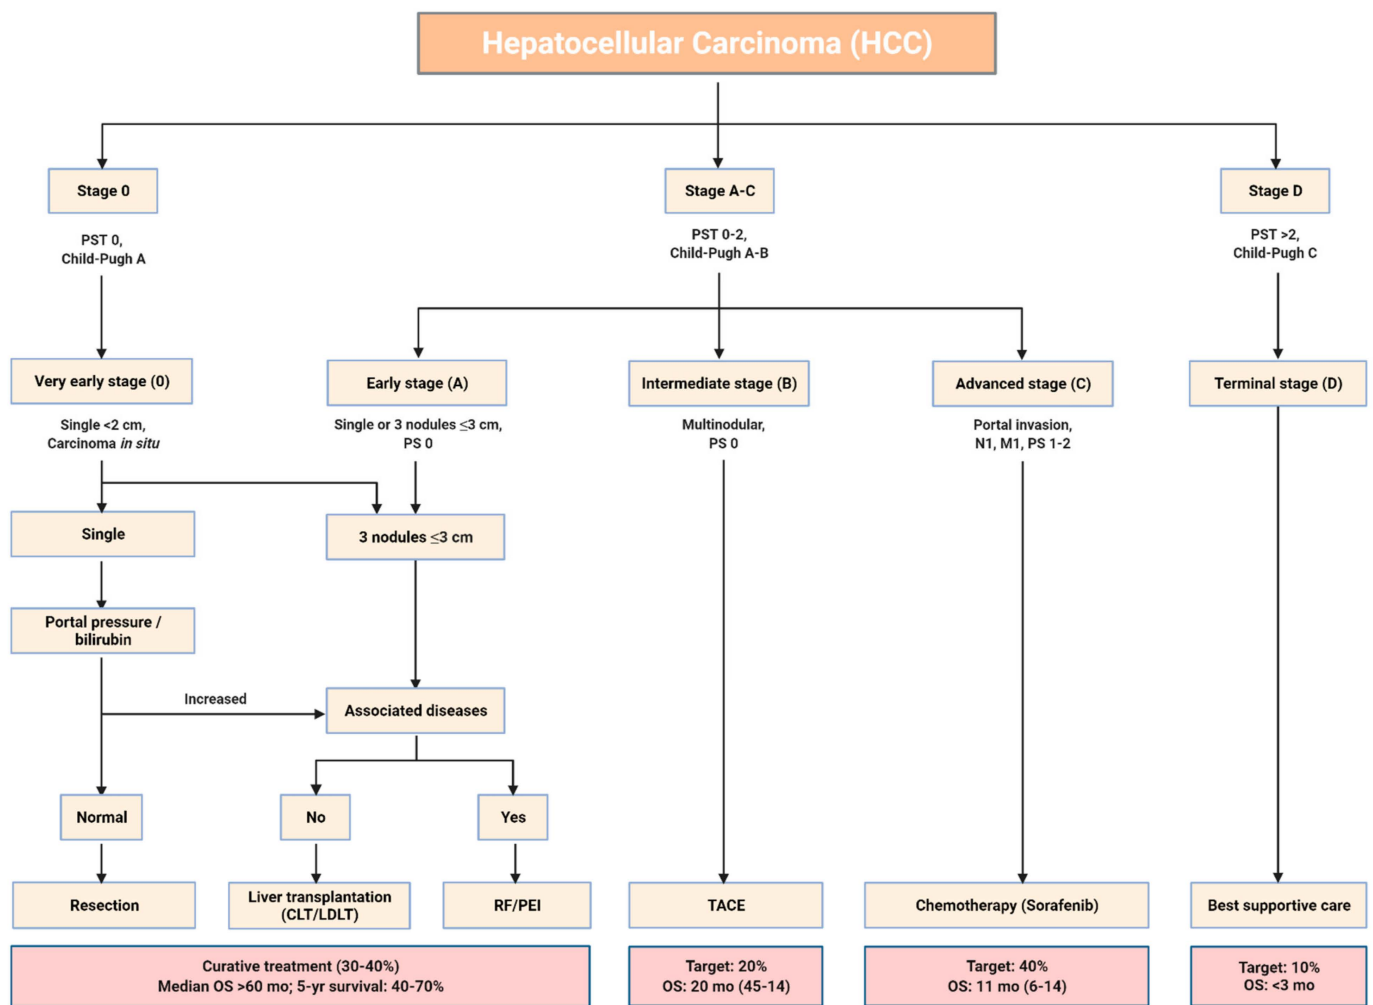 Hepatocellular Carcinoma (HCC)
Stage 0
Stage A-C
Stage D
PST 0,
Child-Pugh A
PST 0-2,
Child-Pugh A-B
PST >2,
Child-Pugh C
Very early stage (0)
Early stage (A)
Intermediate stage (B)
Advanced stage (C)
Terminal stage (D)
Single <2 cm,
Carcinoma in situ
Single or 3 nodules ≤3 cm,
PS 0
Multinodular,
PS 0
Portal invasion,
N1, M1, PS 1-2
Single
3 nodules ≤3 cm
Portal pressure /
bilirubin
Increased
Associated diseases
Normal
No
Yes
Resection
Liver transplantation
(CLT/LDLT)
RF/PEI
TACE
Chemotherapy (Sorafenib)
Best supportive care
Curative treatment (30-40%)
Median OS >60 mo; 5-yr survival: 40-70%
Target: 20%
OS: 20 mo (45-14)
Target: 40%
OS: 11 mo (6-14)
Target: 10%
OS: <3 mo